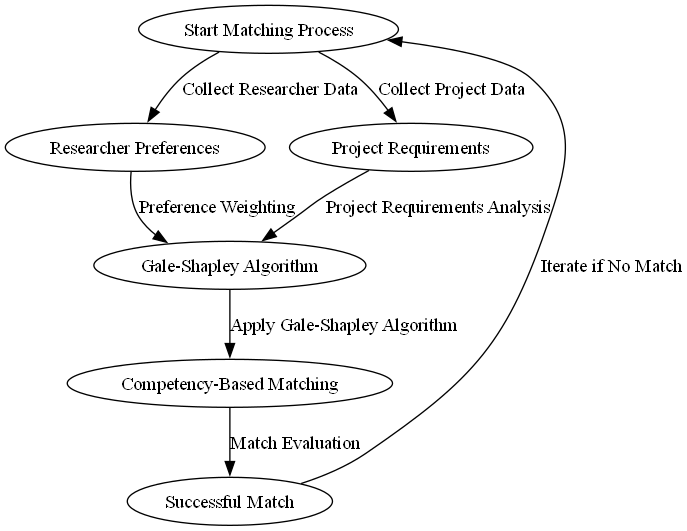 Start Matching Process
Collect Researcher Data
Collect Project Data
Researcher Preferences
Project Requirements
Preference Weighting
Project Requirements Analysis
Gale-Shapley Algorithm
Iterate if No Match
Apply Gale-Shapley Algorithm
Competency-Based Matching
Match Evaluation
Successful Match